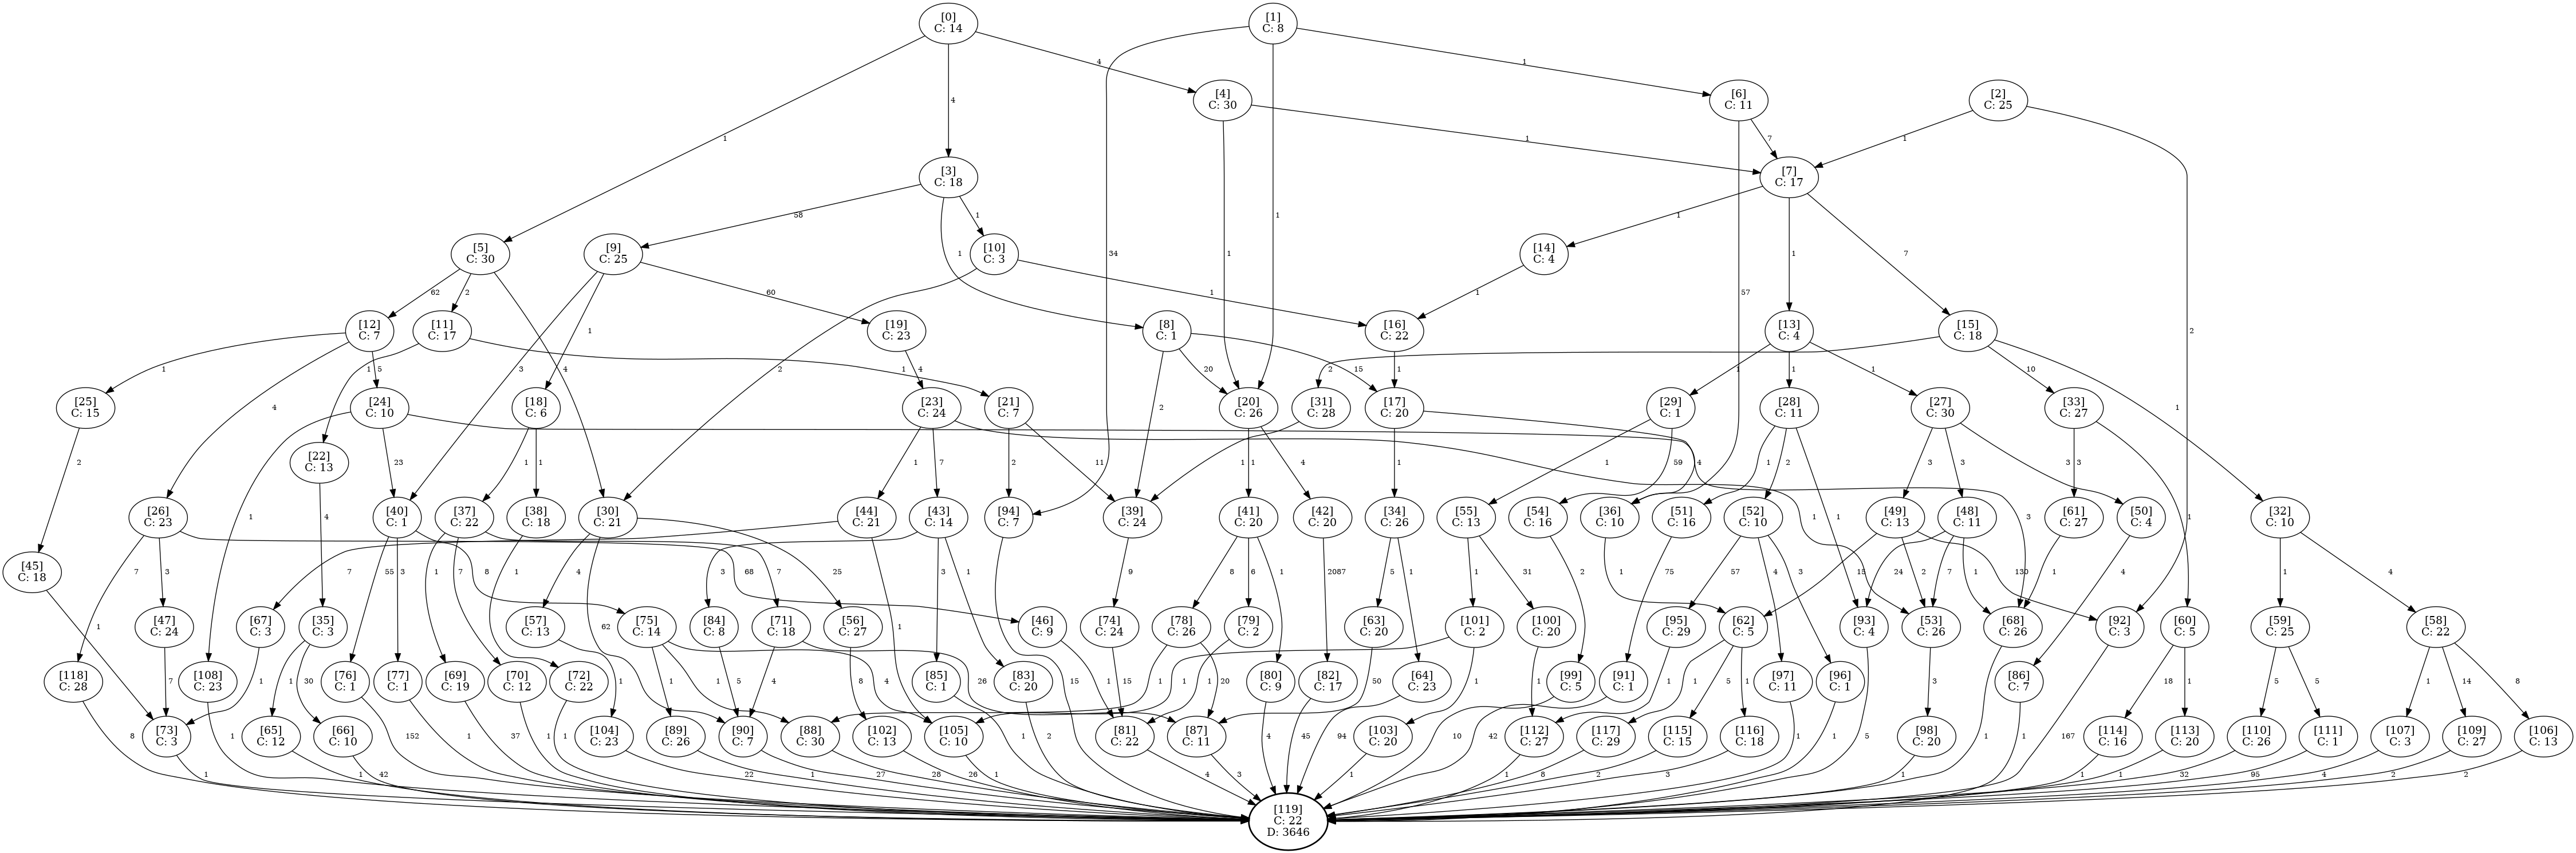 [0]
C: 14
[1]
C: 8
4
1
[4]
C: 30
[6]
C: 11
[2]
C: 25
4
1
34
1
1
7
1
57
2
[3]
C: 18
[7]
C: 17
58
1
1
1
1
1
7
[5]
C: 30
[9]
C: 25
[10]
C: 3
[14]
C: 4
62
2
4
3
1
60
2
1
1
[12]
C: 7
[11]
C: 17
[19]
C: 23
[8]
C: 1
[16]
C: 22
[13]
C: 4
[15]
C: 18
1
4
5
1
1
4
2
20
15
1
1
1
1
2
10
1
[25]
C: 15
[24]
C: 10
[18]
C: 6
[23]
C: 24
[21]
C: 7
[20]
C: 26
[31]
C: 28
[17]
C: 20
[29]
C: 1
[28]
C: 11
[27]
C: 30
[33]
C: 27
2
1
23
3
1
1
1
7
1
2
11
1
4
1
1
4
1
59
1
2
1
3
3
3
3
1
[22]
C: 13
4
[26]
C: 23
[40]
C: 1
[37]
C: 22
[38]
C: 18
[30]
C: 21
[44]
C: 21
[43]
C: 14
[94]
C: 7
[39]
C: 24
[41]
C: 20
[42]
C: 20
[34]
C: 26
[55]
C: 13
[54]
C: 16
[36]
C: 10
[51]
C: 16
[52]
C: 10
[49]
C: 13
[48]
C: 11
[61]
C: 27
[50]
C: 4
[32]
C: 10
[45]
C: 18
1
7
3
68
55
3
8
1
7
7
1
4
62
25
7
1
3
3
1
15
9
8
6
1
2087
5
1
1
31
2
1
75
57
4
3
15
2
130
24
7
1
1
4
1
4
[47]
C: 24
[67]
C: 3
[35]
C: 3
[57]
C: 13
[75]
C: 14
[84]
C: 8
[71]
C: 18
[56]
C: 27
[46]
C: 9
[74]
C: 24
[78]
C: 26
[79]
C: 2
[63]
C: 20
[101]
C: 2
[100]
C: 20
[95]
C: 29
[62]
C: 5
[93]
C: 4
[53]
C: 26
[68]
C: 26
[92]
C: 3
[60]
C: 5
[59]
C: 25
[58]
C: 22
7
1
1
30
1
1
1
4
5
4
26
8
1
15
1
20
1
50
1
1
1
1
1
5
1
3
18
1
5
5
1
14
8
[118]
C: 28
[108]
C: 23
[76]
C: 1
[77]
C: 1
[69]
C: 19
[70]
C: 12
[72]
C: 22
[85]
C: 1
[83]
C: 20
[80]
C: 9
[82]
C: 17
[64]
C: 23
[99]
C: 5
[91]
C: 1
[97]
C: 11
[96]
C: 1
[86]
C: 7
[73]
C: 3
[65]
C: 12
[66]
C: 10
[104]
C: 23
[89]
C: 26
[90]
C: 7
[88]
C: 30
[102]
C: 13
[105]
C: 10
[81]
C: 22
[87]
C: 11
[103]
C: 20
[112]
C: 27
[117]
C: 29
[115]
C: 15
[116]
C: 18
[98]
C: 20
[114]
C: 16
[113]
C: 20
[110]
C: 26
[111]
C: 1
[107]
C: 3
[109]
C: 27
[106]
C: 13
8
1
1
1
42
152
1
37
1
1
22
1
27
28
26
1
1
2
4
3
4
45
94
1
10
42
1
8
2
3
1
1
5
1
1
1
167
1
1
32
95
4
2
2
[119]
C: 22
D: 3646